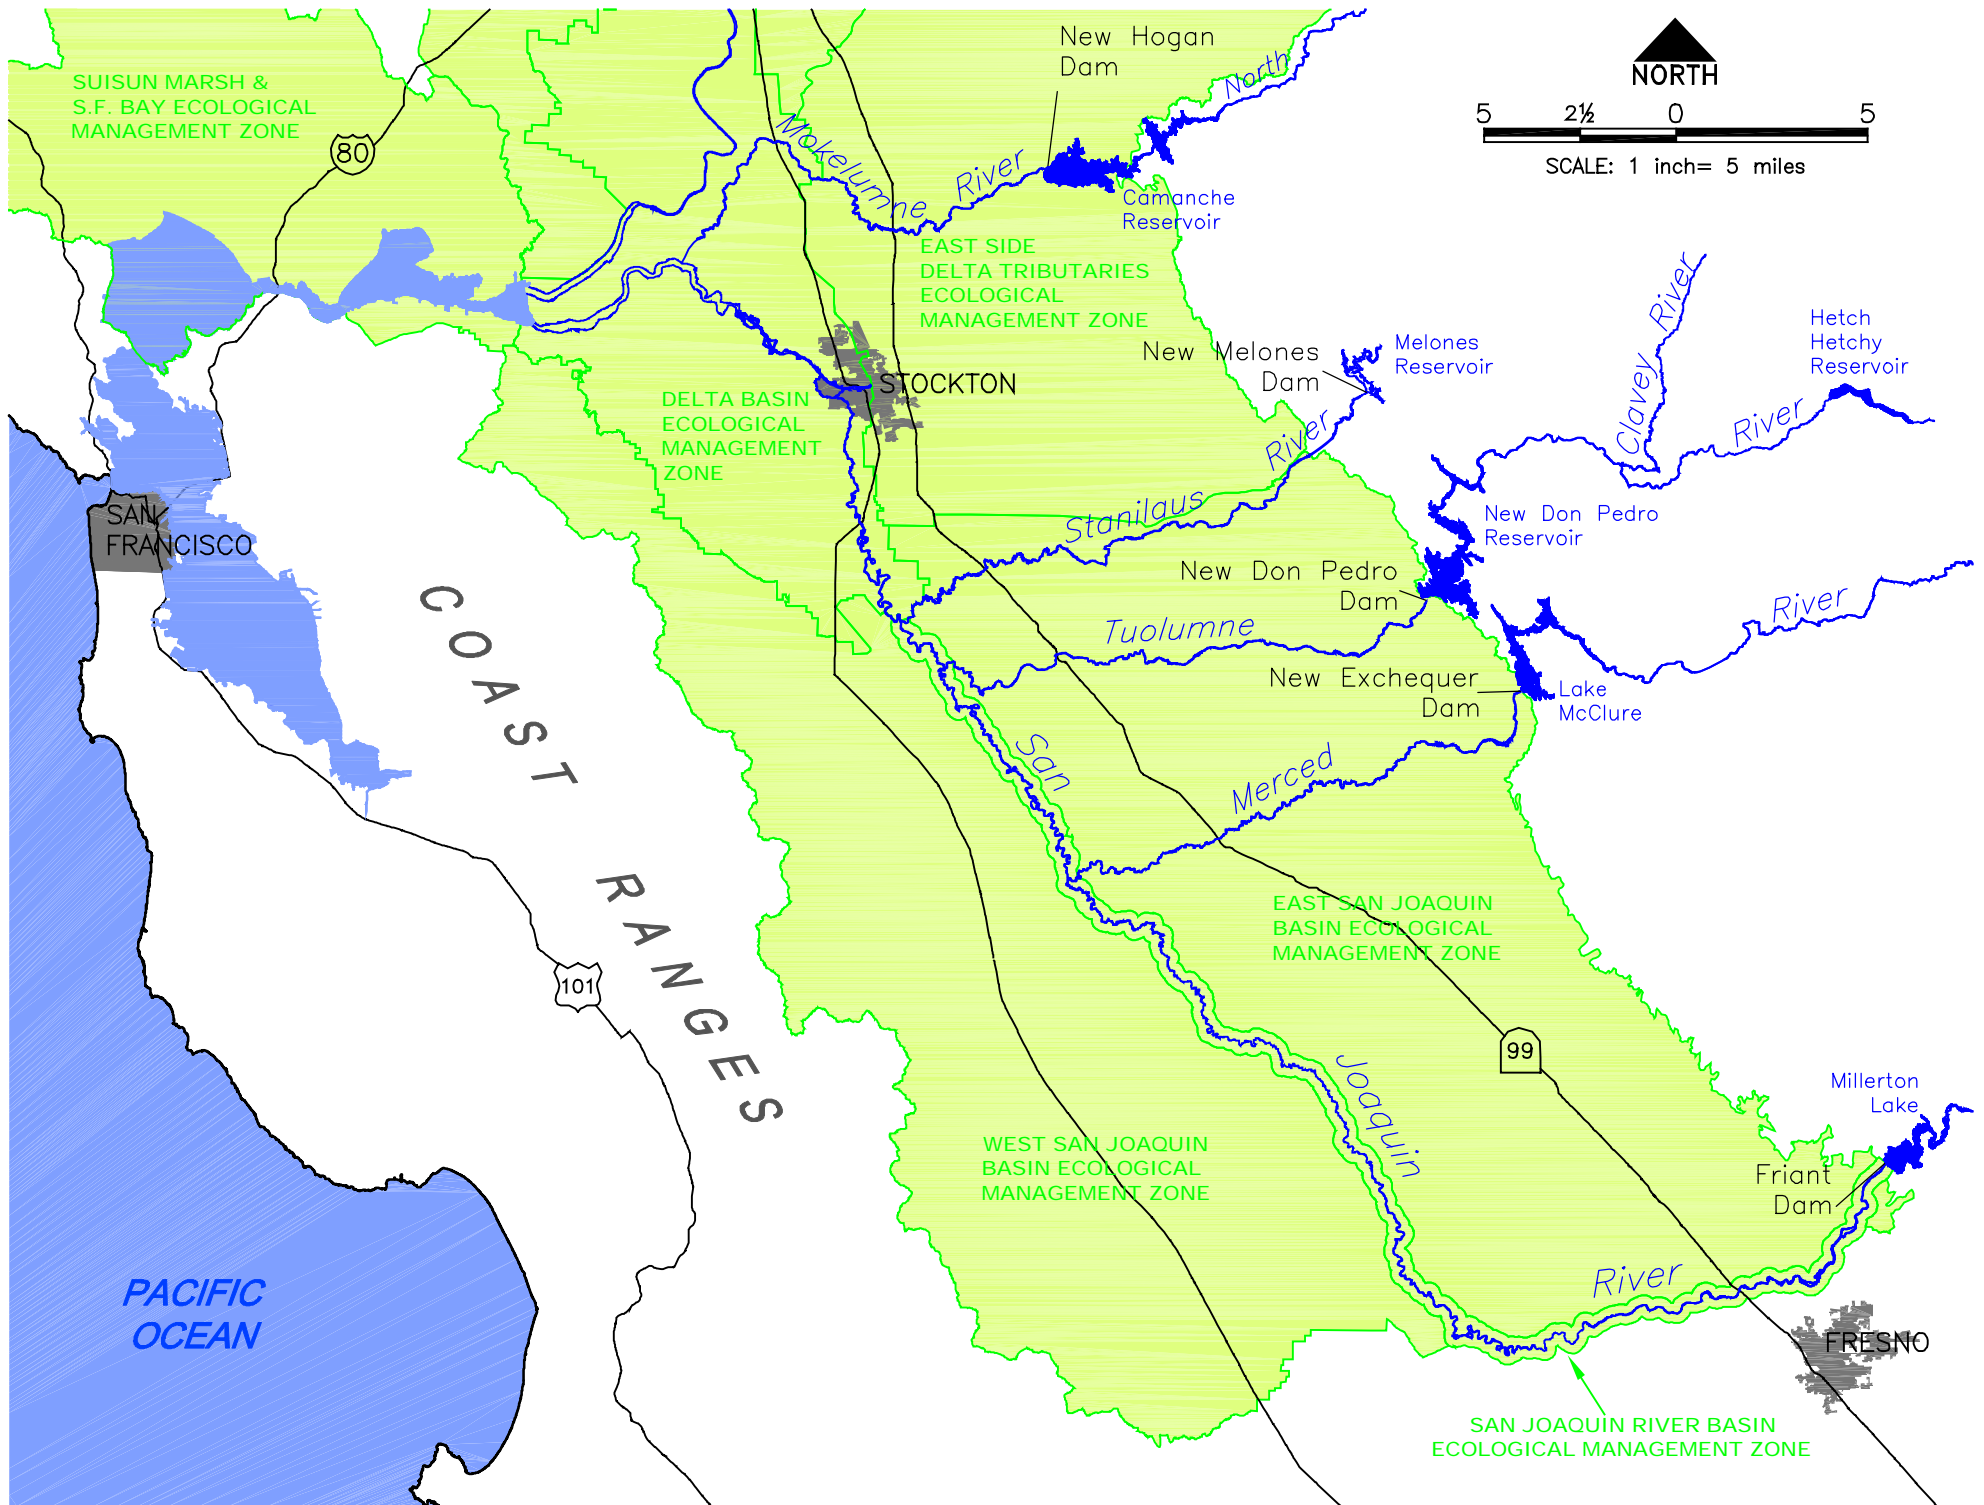 New Hogan
Dam
North
NORTH
5 2½ 0 5
SCALE: 1 inch= 5 miles
SUISUN MARSH &
S.F. BAY ECOLOGICAL
MANAGEMENT ZONE
80
Mokelumne River
Camanche
Reservoir
EAST SIDE
DELTA TRIBUTARIES
ECOLOGICAL
MANAGEMENT ZONE
New Melones
Dam
Melones
Reservoir
Clavey River
Hetch
Hetchy
Reservoir
River
STOCKTON
DELTA BASIN
ECOLOGICAL
MANAGEMENT
ZONE
Stanilaus River
SAN
FRANCISCO
New Don Pedro
Reservoir
New Don Pedro
Dam
Tuolumne
River
New Exchequer
Dam
Lake
McClure
COAST RANGES
Merced
San Joaquin River
EAST SAN JOAQUIN
BASIN ECOLOGICAL
MANAGEMENT ZONE
101
99
Millerton
Lake
WEST SAN JOAQUIN
BASIN ECOLOGICAL
MANAGEMENT ZONE
Friant
Dam
PACIFIC
OCEAN
FRESNO
SAN JOAQUIN RIVER BASIN
ECOLOGICAL MANAGEMENT ZONE